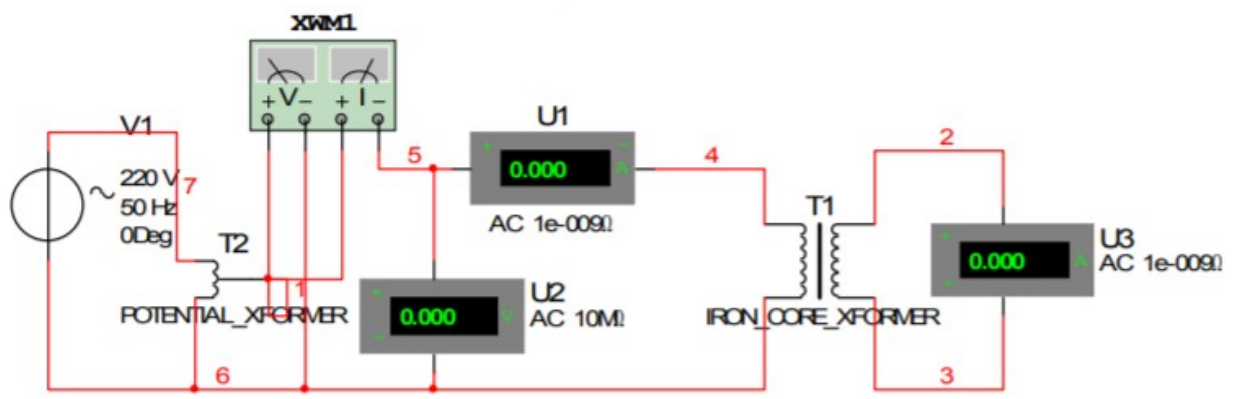 XWM1
V1
220 V
50 Hz
0Deg
7
T2
POTENTIAL_XFORMER
1
6
+ V - + I -
5
U1
+ -
0.000 A
AC 1e-009Ω
U2
+
0.000 V
-
AC 10MΩ
4
T1
IRON_CORE_XFORMER
2
3
U3
+
0.000 A
-
AC 1e-009Ω